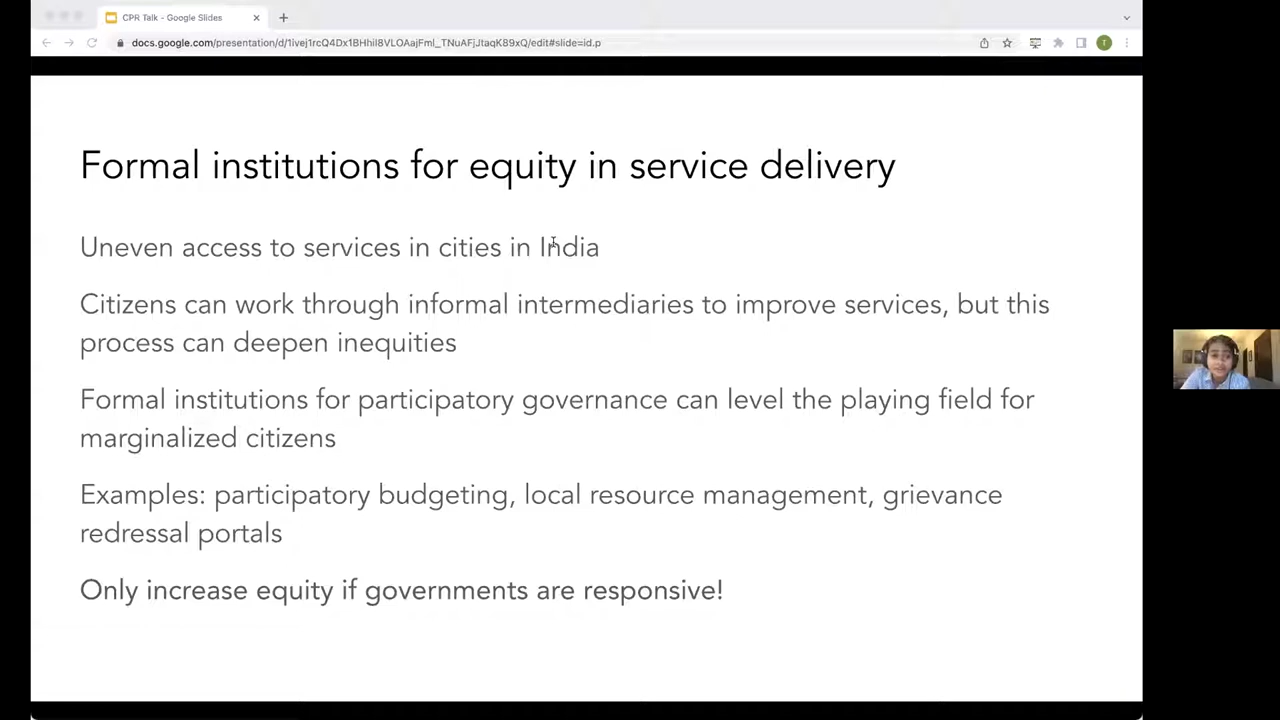 CPR Talk - Google Slides
docs.google.com/presentation/d/1ivej1rcQ4Dx1BHhiI8VLOAajFmI_TNuAFjJtaqK89xQ/edit#slide=id.p
T
Formal institutions for equity in service delivery
Uneven access to services in cities in India
Citizens can work through informal intermediaries to improve services, but this
process can deepen inequities
Formal institutions for participatory governance can level the playing field for
marginalized citizens
Examples: participatory budgeting, local resource management, grievance
redressal portals
Only increase equity if governments are responsive!